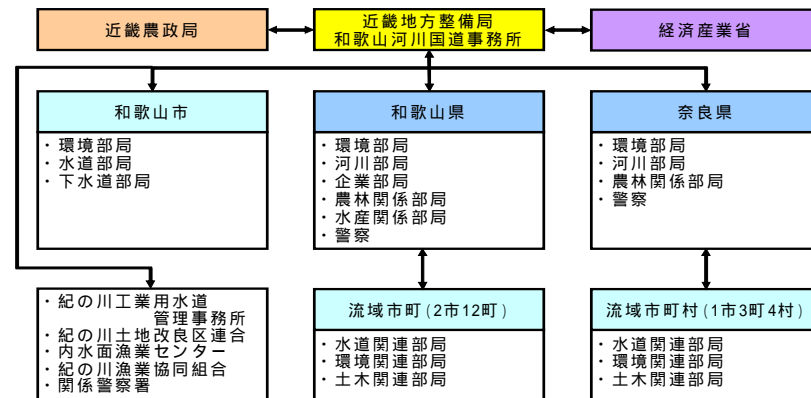 近畿農政局
近畿地方整備局
和歌山河川国道事務所
経済産業省
和歌山市
・環境部局
・水道部局
・下水道部局
和歌山県
・環境部局
・河川部局
・企業部局
・農林関係部局
・水産関係部局
・警察
奈良県
・環境部局
・河川部局
・農林関係部局
・警察
・紀の川工業用水道
管理事務所
・紀の川土地改良区連合
・内水面漁業センター
・紀の川漁業協同組合
・関係警察署
流域市町(2市12町)
・水道関連部局
・環境関連部局
・土木関連部局
流域市町村(1市3町4村)
・水道関連部局
・環境関連部局
・土木関連部局